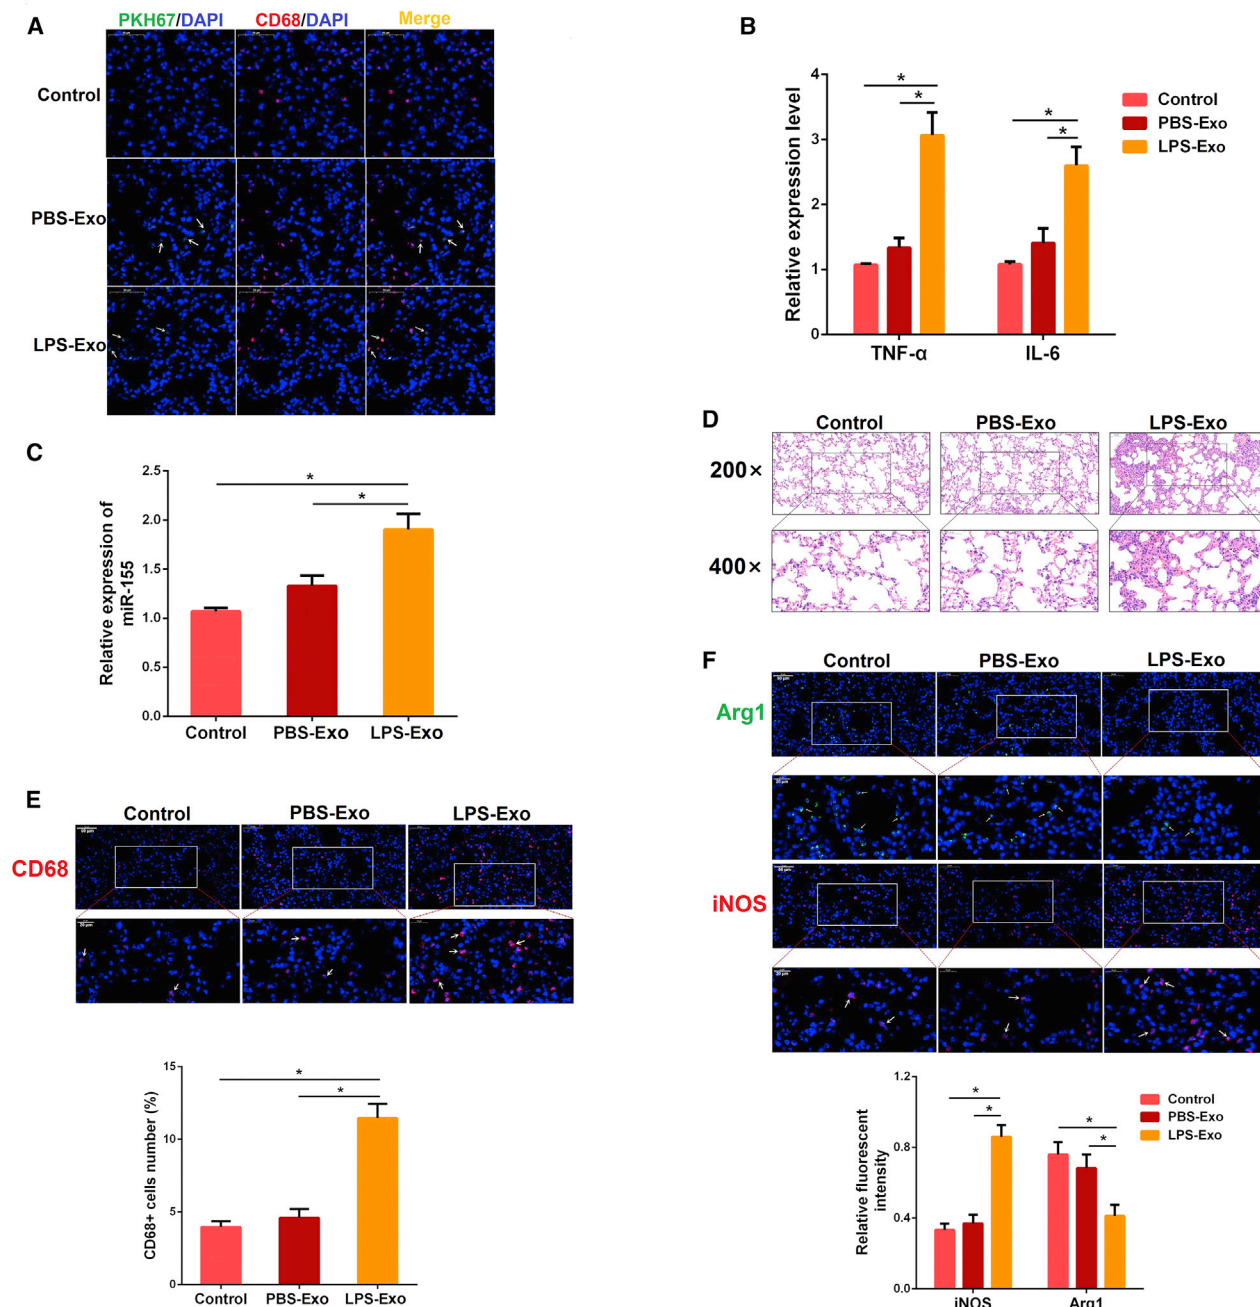 A
PKH67/DAPI CD68/DAPI Merge
Control
PBS-Exo
LPS-Exo
B
Relative expression level
4
3
2
1
0
* * * *
TNF-α IL-6
Control
PBS-Exo
LPS-Exo
C
Relative expression of
miR-155
2.5
2.0
1.5
1.0
0.5
0.0
* *
Control PBS-Exo LPS-Exo
D
Control PBS-Exo LPS-Exo
200×
400×
E
Control PBS-Exo LPS-Exo
CD68
CD68+ cells number (%)
15
10
5
0
* *
Control PBS-Exo LPS-Exo
F
Control PBS-Exo LPS-Exo
Arg1
iNOS
Relative fluorescent
intensity
1.2
0.8
0.4
0.0
* * * *
iNOS Arg1
Control
PBS-Exo
LPS-Exo